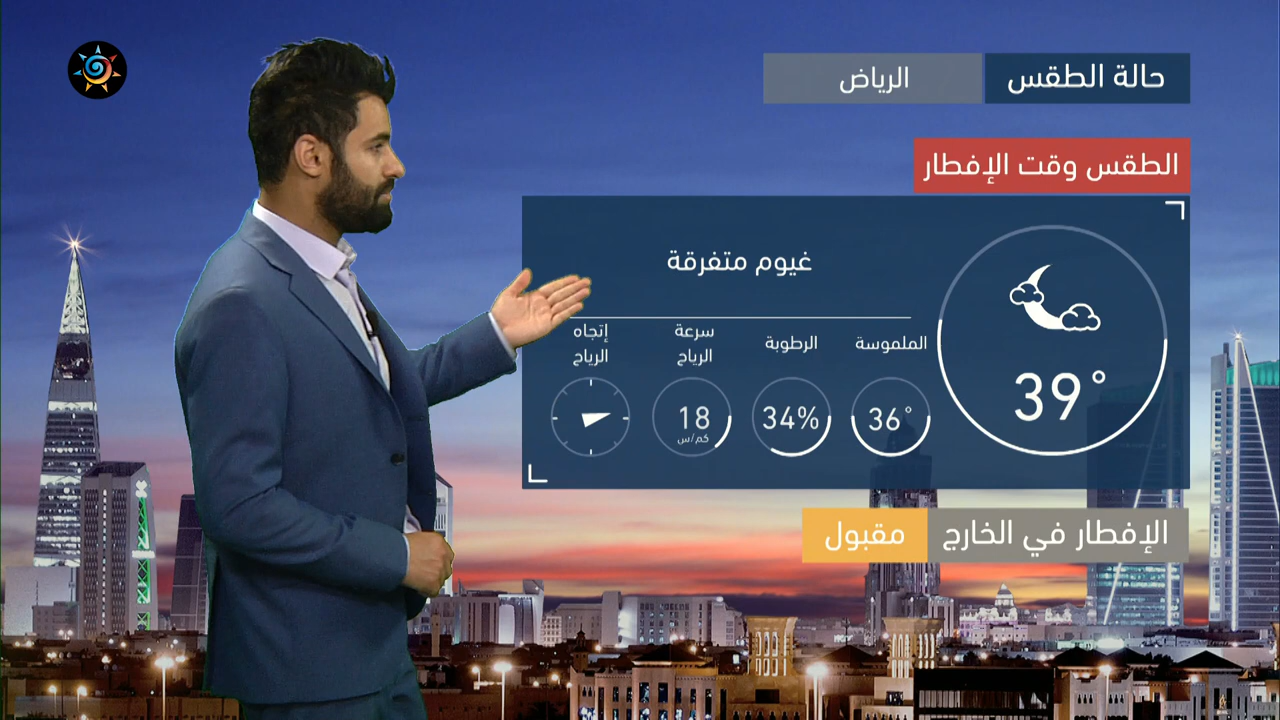 حالة الطقس
الرياض
الطقس وقت الإفطار
غيوم متفرقة
39°
الملموسة
36°
الرطوبة
34%
سرعة
الرياح
18
كم/س
إتجاه
الرياح
الإفطار في الخارج
مقبول